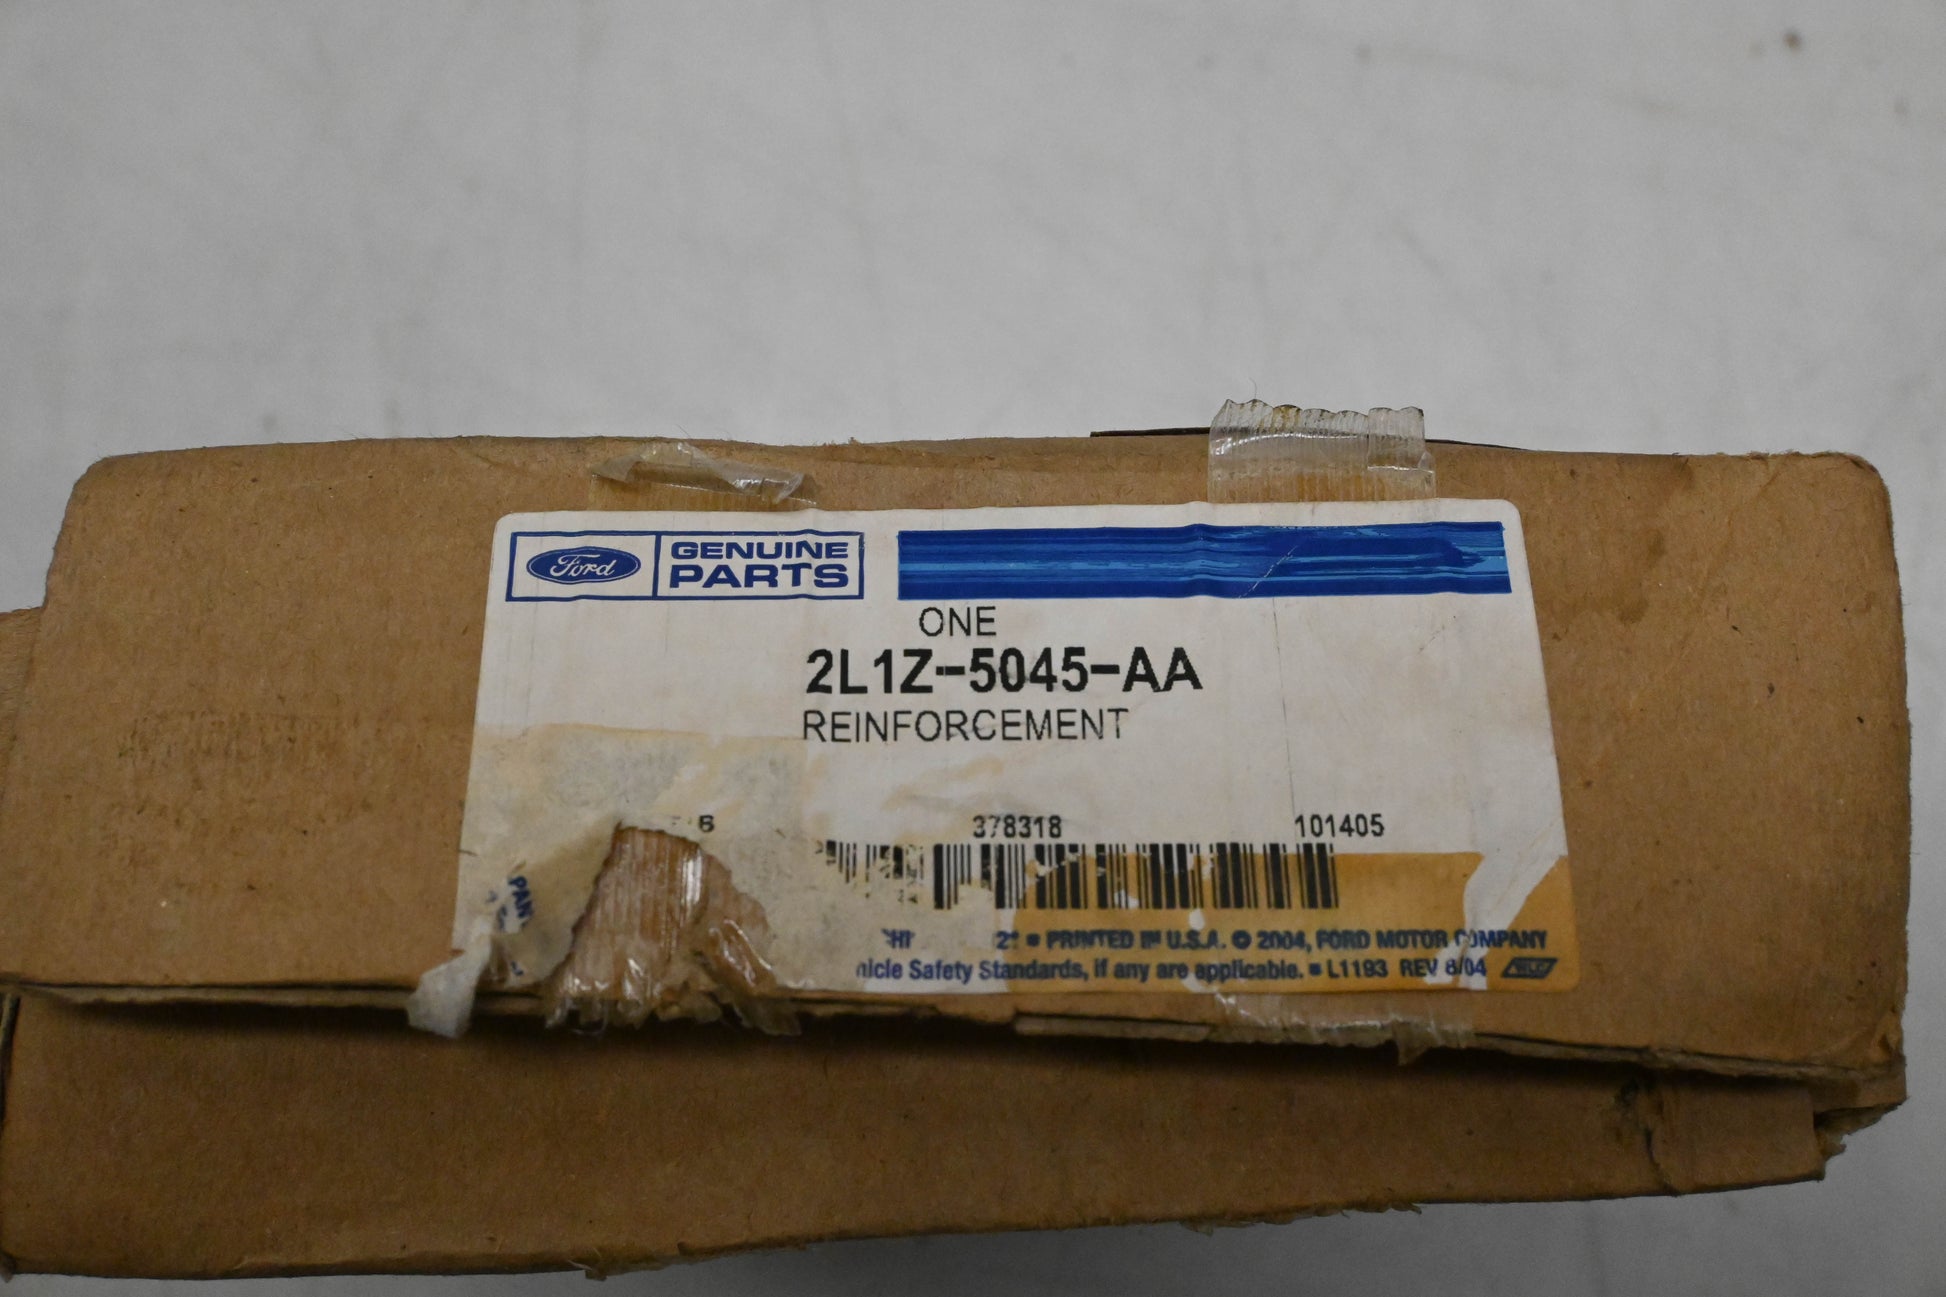 Ford GENUINE PARTS
ONE
2L1Z-5045-AA
REINFORCEMENT
6 378318 101405
PRINTED IN U.S.A. © 2004, FORD MOTOR COMPANY
Safety Standards, if any are applicable. ■ L1193 REV 8/04